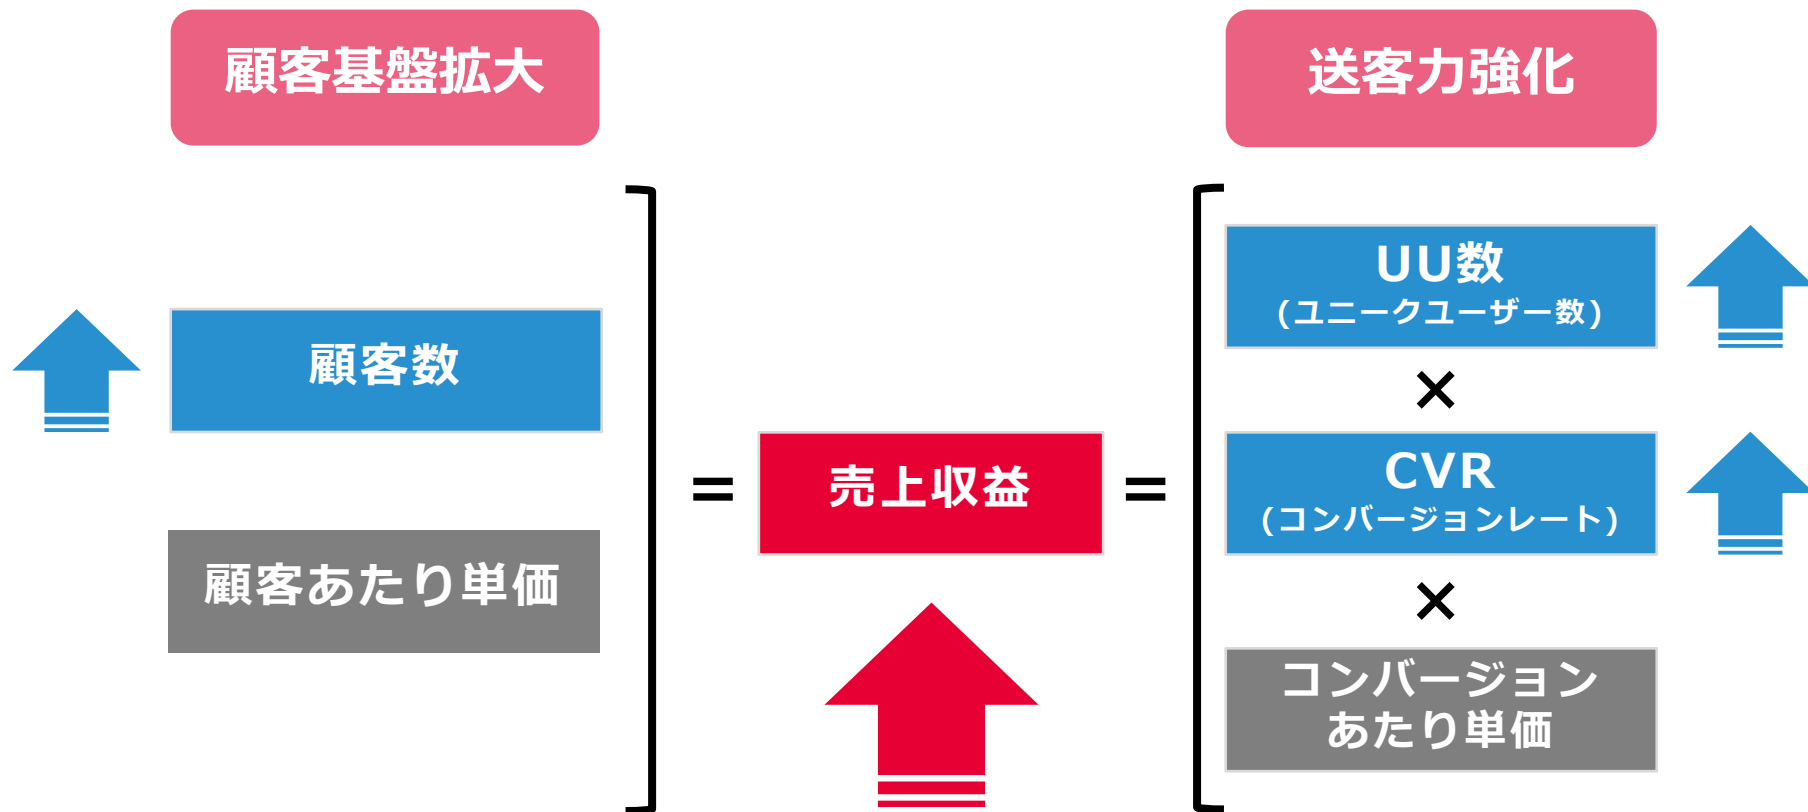 顧客基盤拡大
顧客数
顧客あたり単価
=
売上収益
=
送客力強化
UU数
(ユニークユーザー数)
×
CVR
(コンバージョンレート)
×
コンバージョン
あたり単価